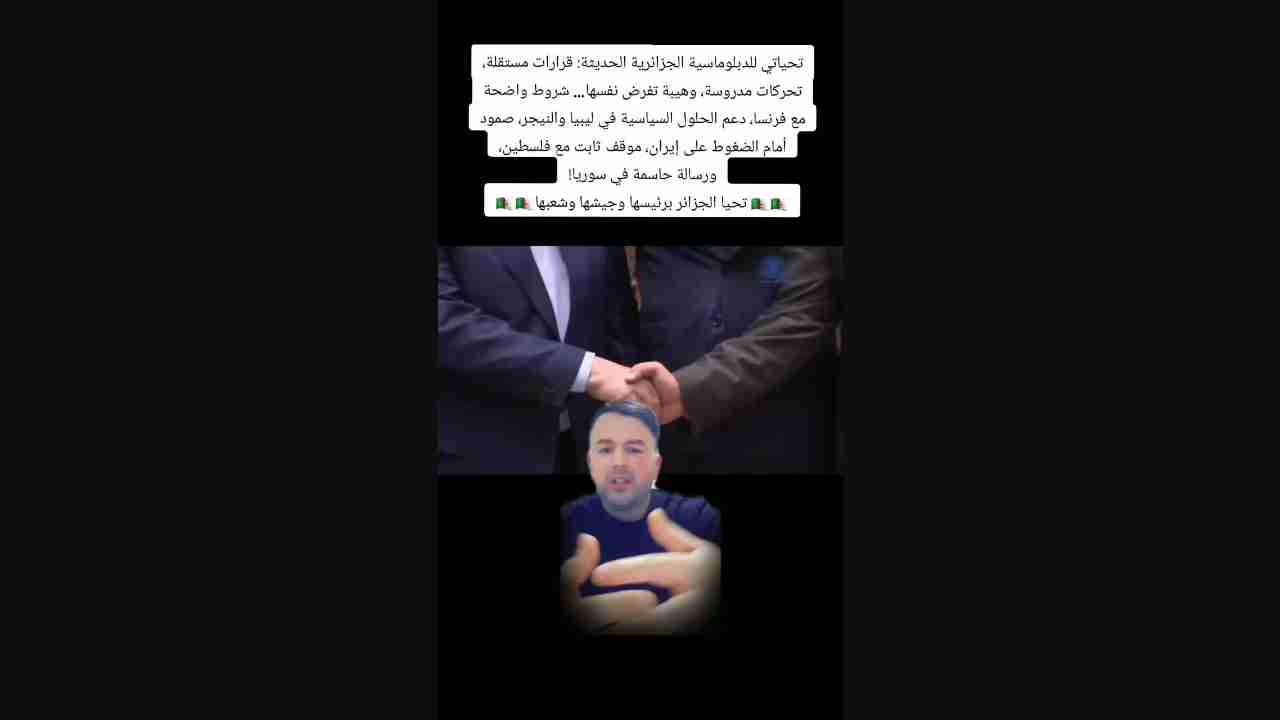 تحياتي للدبلوماسية الجزائرية الحديثة: قرارات مستقلة،
تحركات مدروسة، وهيبة تفرض نفسها... شروط واضحة
مع فرنسا، دعم الحلول السياسية في ليبيا والنيجر، صمود
أمام الضغوط على إيران، موقف ثابت مع فلسطين،
ورسالة حاسمة في سوريا!
🇩🇿🇩🇿 تحيا الجزائر برئيسها وجيشها وشعبها 🇩🇿🇩🇿